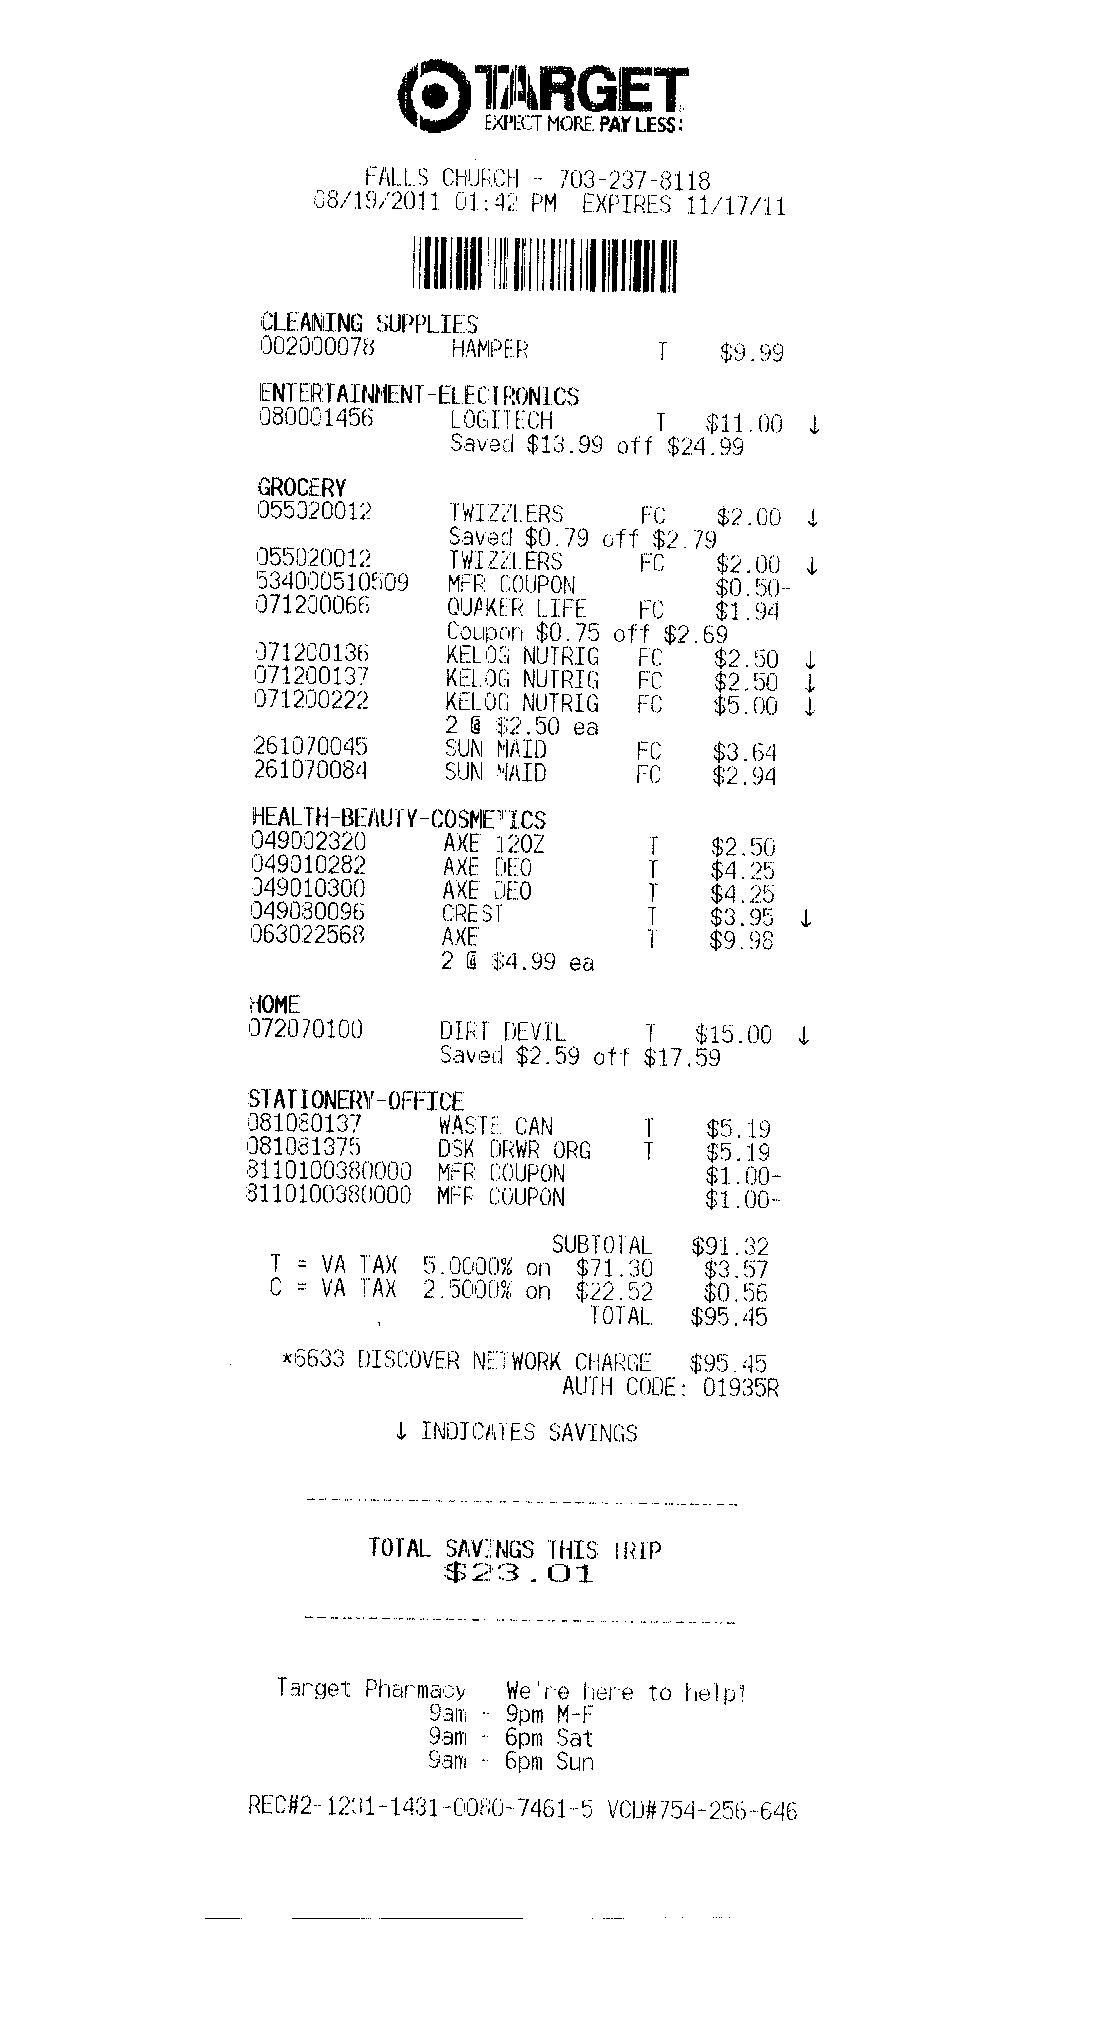 TARGET
EXPECT MORE. PAY LESS.
FALLS CHURCH - 703-237-8118
08/19/2011 01:42 PM EXPIRES 11/17/11
CLEANING SUPPLIES
002000078 HAMPER T $9.99
ENTERTAINMENT-ELECTRONICS
080001456 LOGITECH T $11.00 ↓
Saved $13.99 off $24.99
GROCERY
055020012 TWIZZLERS FC $2.00 ↓
Saved $0.79 off $2.79
055020012 TWIZZLERS FC $2.00 ↓
534000510509 MFR COUPON $0.50-
071200066 QUAKER LIFE FC $1.94
Coupon $0.75 off $2.69
071200136 KELOG NUTRIG FC $2.50 ↓
071200137 KELOG NUTRIG FC $2.50 ↓
071200222 KELOG NUTRIG FC $5.00 ↓
2 @ $2.50 ea
261070045 SUN MAID FC $3.64
261070084 SUN MAID FC $2.94
HEALTH-BEAUTY-COSMETICS
049002320 AXE 12OZ T $2.50
049010282 AXE DEO T $4.25
049010300 AXE DEO T $4.25
049080096 CREST T $3.95 ↓
063022568 AXE T $9.98
2 @ $4.99 ea
HOME
072070100 DIRT DEVIL T $15.00 ↓
Saved $2.59 off $17.59
STATIONERY-OFFICE
081080137 WASTE CAN T $5.19
081081375 DSK DRWR ORG T $5.19
8110100380000 MFR COUPON $1.00-
8110100380000 MFR COUPON $1.00-
SUBTOTAL $91.32
T = VA TAX 5.0000% on $71.30 $3.57
C = VA TAX 2.5000% on $22.52 $0.56
TOTAL $95.45
*6633 DISCOVER NETWORK CHARGE $95.45
AUTH CODE: 01935R
↓ INDICATES SAVINGS
TOTAL SAVINGS THIS TRIP
$23.01
Target Pharmacy We're here to help!
9am - 9pm M-F
9am - 6pm Sat
9am - 6pm Sun
REC#2-1231-1431-0080-7461-5 VCD#754-256-646